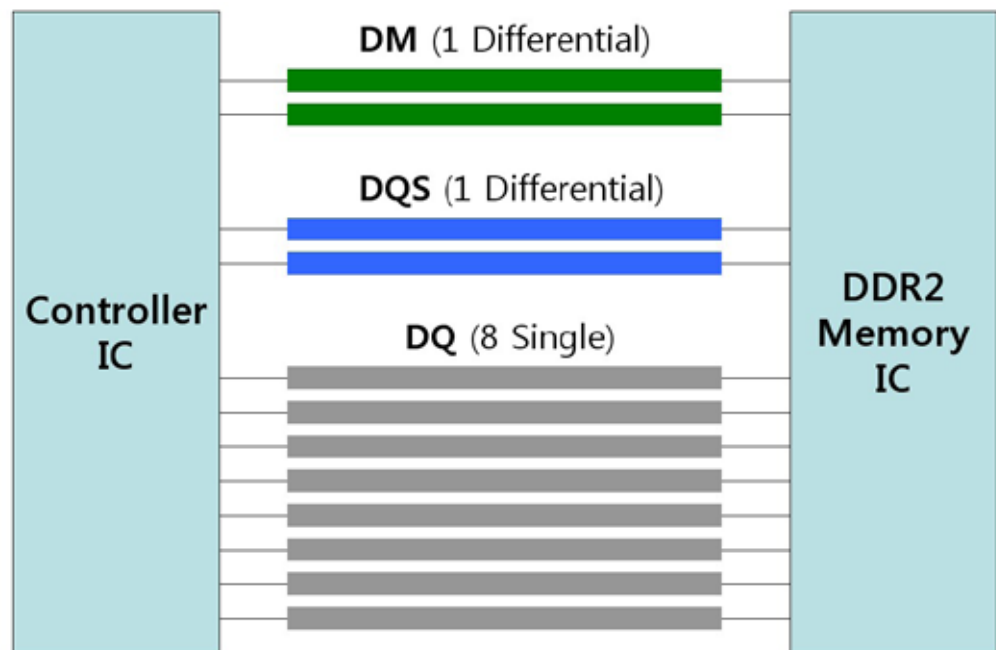 DM (1 Differential)
DQS (1 Differential)
Controller
IC
DQ (8 Single)
DDR2
Memory
IC